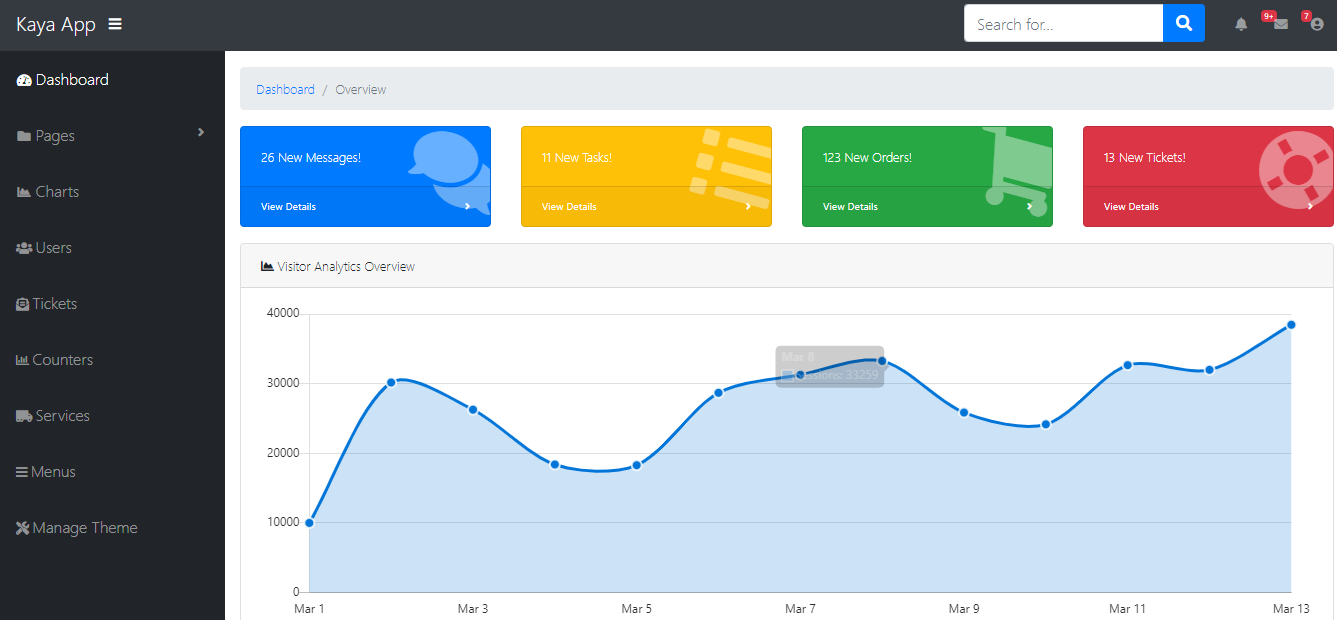 Kaya App
Search for...
9+
7
Dashboard
Pages
Charts
Users
Tickets
Counters
Services
Menus
Manage Theme
Dashboard / Overview
26 New Messages!
View Details
11 New Tasks!
View Details
123 New Orders!
View Details
13 New Tickets!
View Details
Visitor Analytics Overview
40000
30000
20000
10000
0
Mar 8
Sessions: 33259
Mar 1 Mar 3 Mar 5 Mar 7 Mar 9 Mar 11 Mar 13